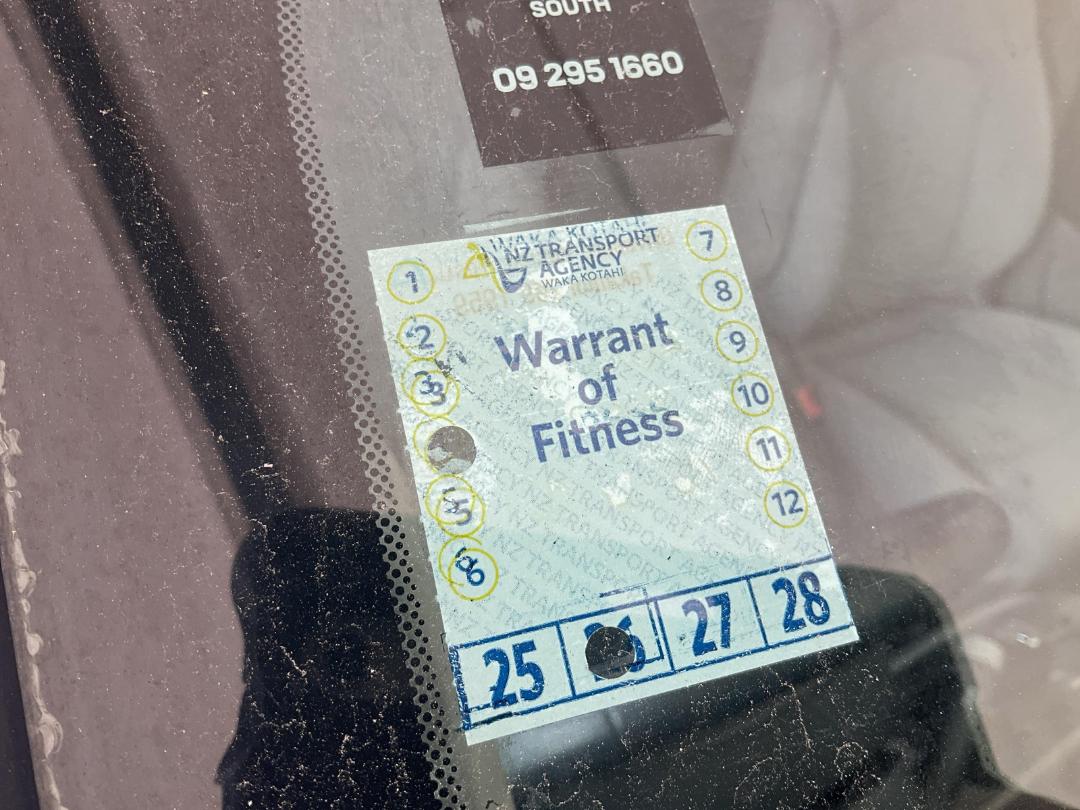 SOUTH
09 295 1660
NZ TRANSPORT
AGENCY
WAKA KOTAHI
Warrant
of
Fitness
1
2
3
5
6
7
8
9
10
11
12
25 26 27 28